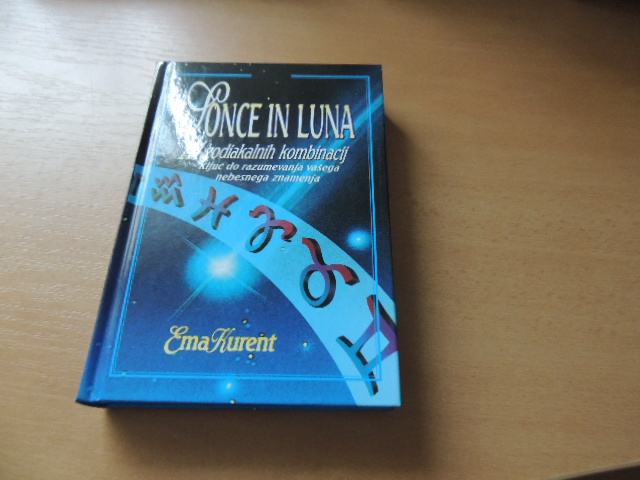 SONCE IN LUNA
zodiakalnih kombinacij
ključ do razumevanja vašega
nebesnega znamenja
Ema Kurent